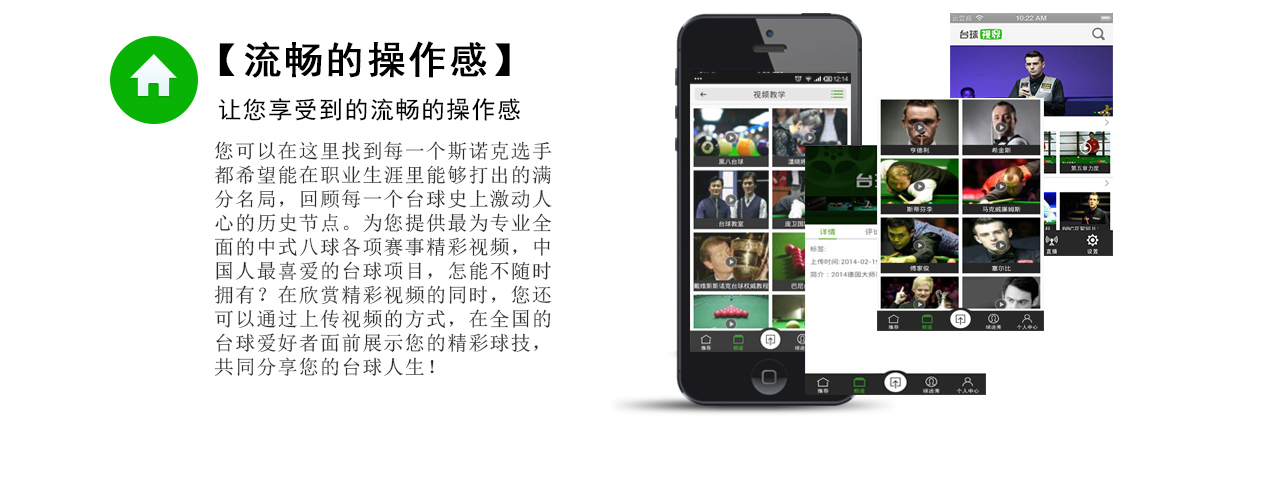 【流畅的操作感】
让您享受到的流畅的操作感
您可以在这里找到每一个斯诺克选手
都希望能在职业生涯里能够打出的满
分名局，回顾每一个台球史上激动人
心的历史节点。为您提供最为专业全
面的中式八球各项赛事精彩视频，中
国人最喜爱的台球项目，怎能不随时
拥有？在欣赏精彩视频的同时，您还
可以通过上传视频的方式，在全国的
台球爱好者面前展示您的精彩球技，
共同分享您的台球人生！
12:14
视频教学
黑八台球
潘晓婷
台球教室
庞卫国
戴维斯斯诺克台球权威教程
巴尼
推荐
频道
球迷秀
台球
详情
评论
标签:
上传时间:2014-02-19
简介：2014德国大师
推荐
频道
球迷秀
个人中心
亨德利
希金斯
斯蒂芬李
马克威廉姆斯
傅家俊
塞尔比
推荐
频道
球迷秀
个人中心
运营商
10:22 AM
台球视界
第五章力度
直播
设置